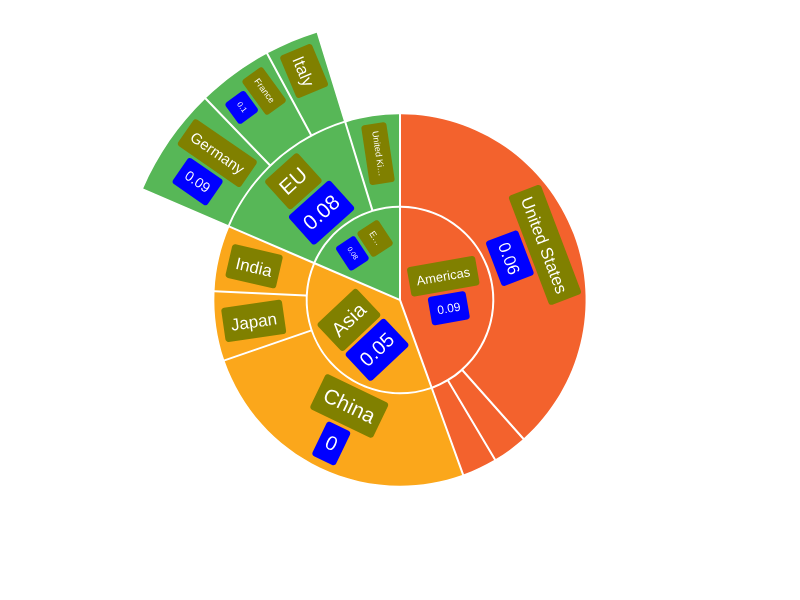 Italy
France
0.1
Germany
0.09
EU
0.08
United Ki...
E...
0.08
United States
0.06
Americas
0.09
India
Japan
Asia
0.05
China
0